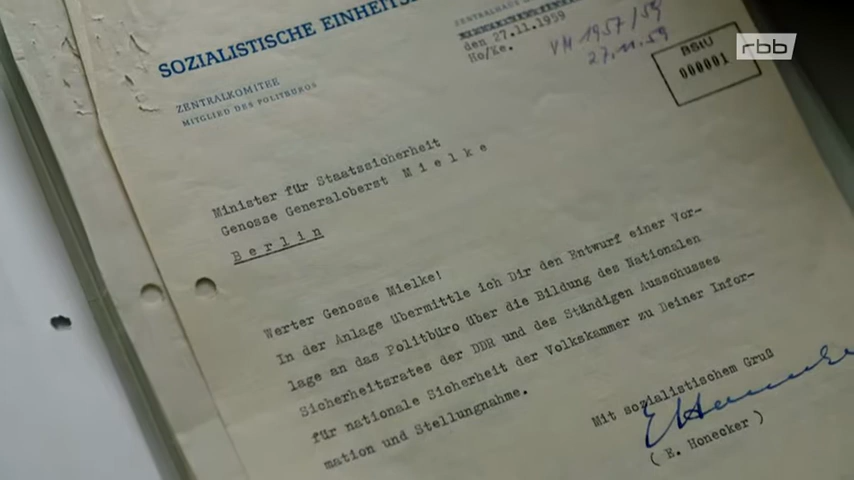 rbb
SOZIALISTISCHE EINHEITS
den 27.11.1959
Ho/Ke.
VM 1957/59
27.11.59
BStU
000001
ZENTRALKOMITEE
MITGLIED DES POLITBÜROS
Minister für Staatssicherheit
Genosse Generaloberst M i e l k e
B e r l i n
Werter Genosse Mielke!
In der Anlage übermittle ich Dir den Entwurf einer Vor-
lage an das Politbüro über die Bildung des Nationalen
Sicherheitsrates der DDR und des Ständigen Ausschusses
für nationale Sicherheit der Volkskammer zu Deiner Infor-
mation und Stellungnahme.
Mit sozialistischem Gruß
EHonecker
( E. Honecker )